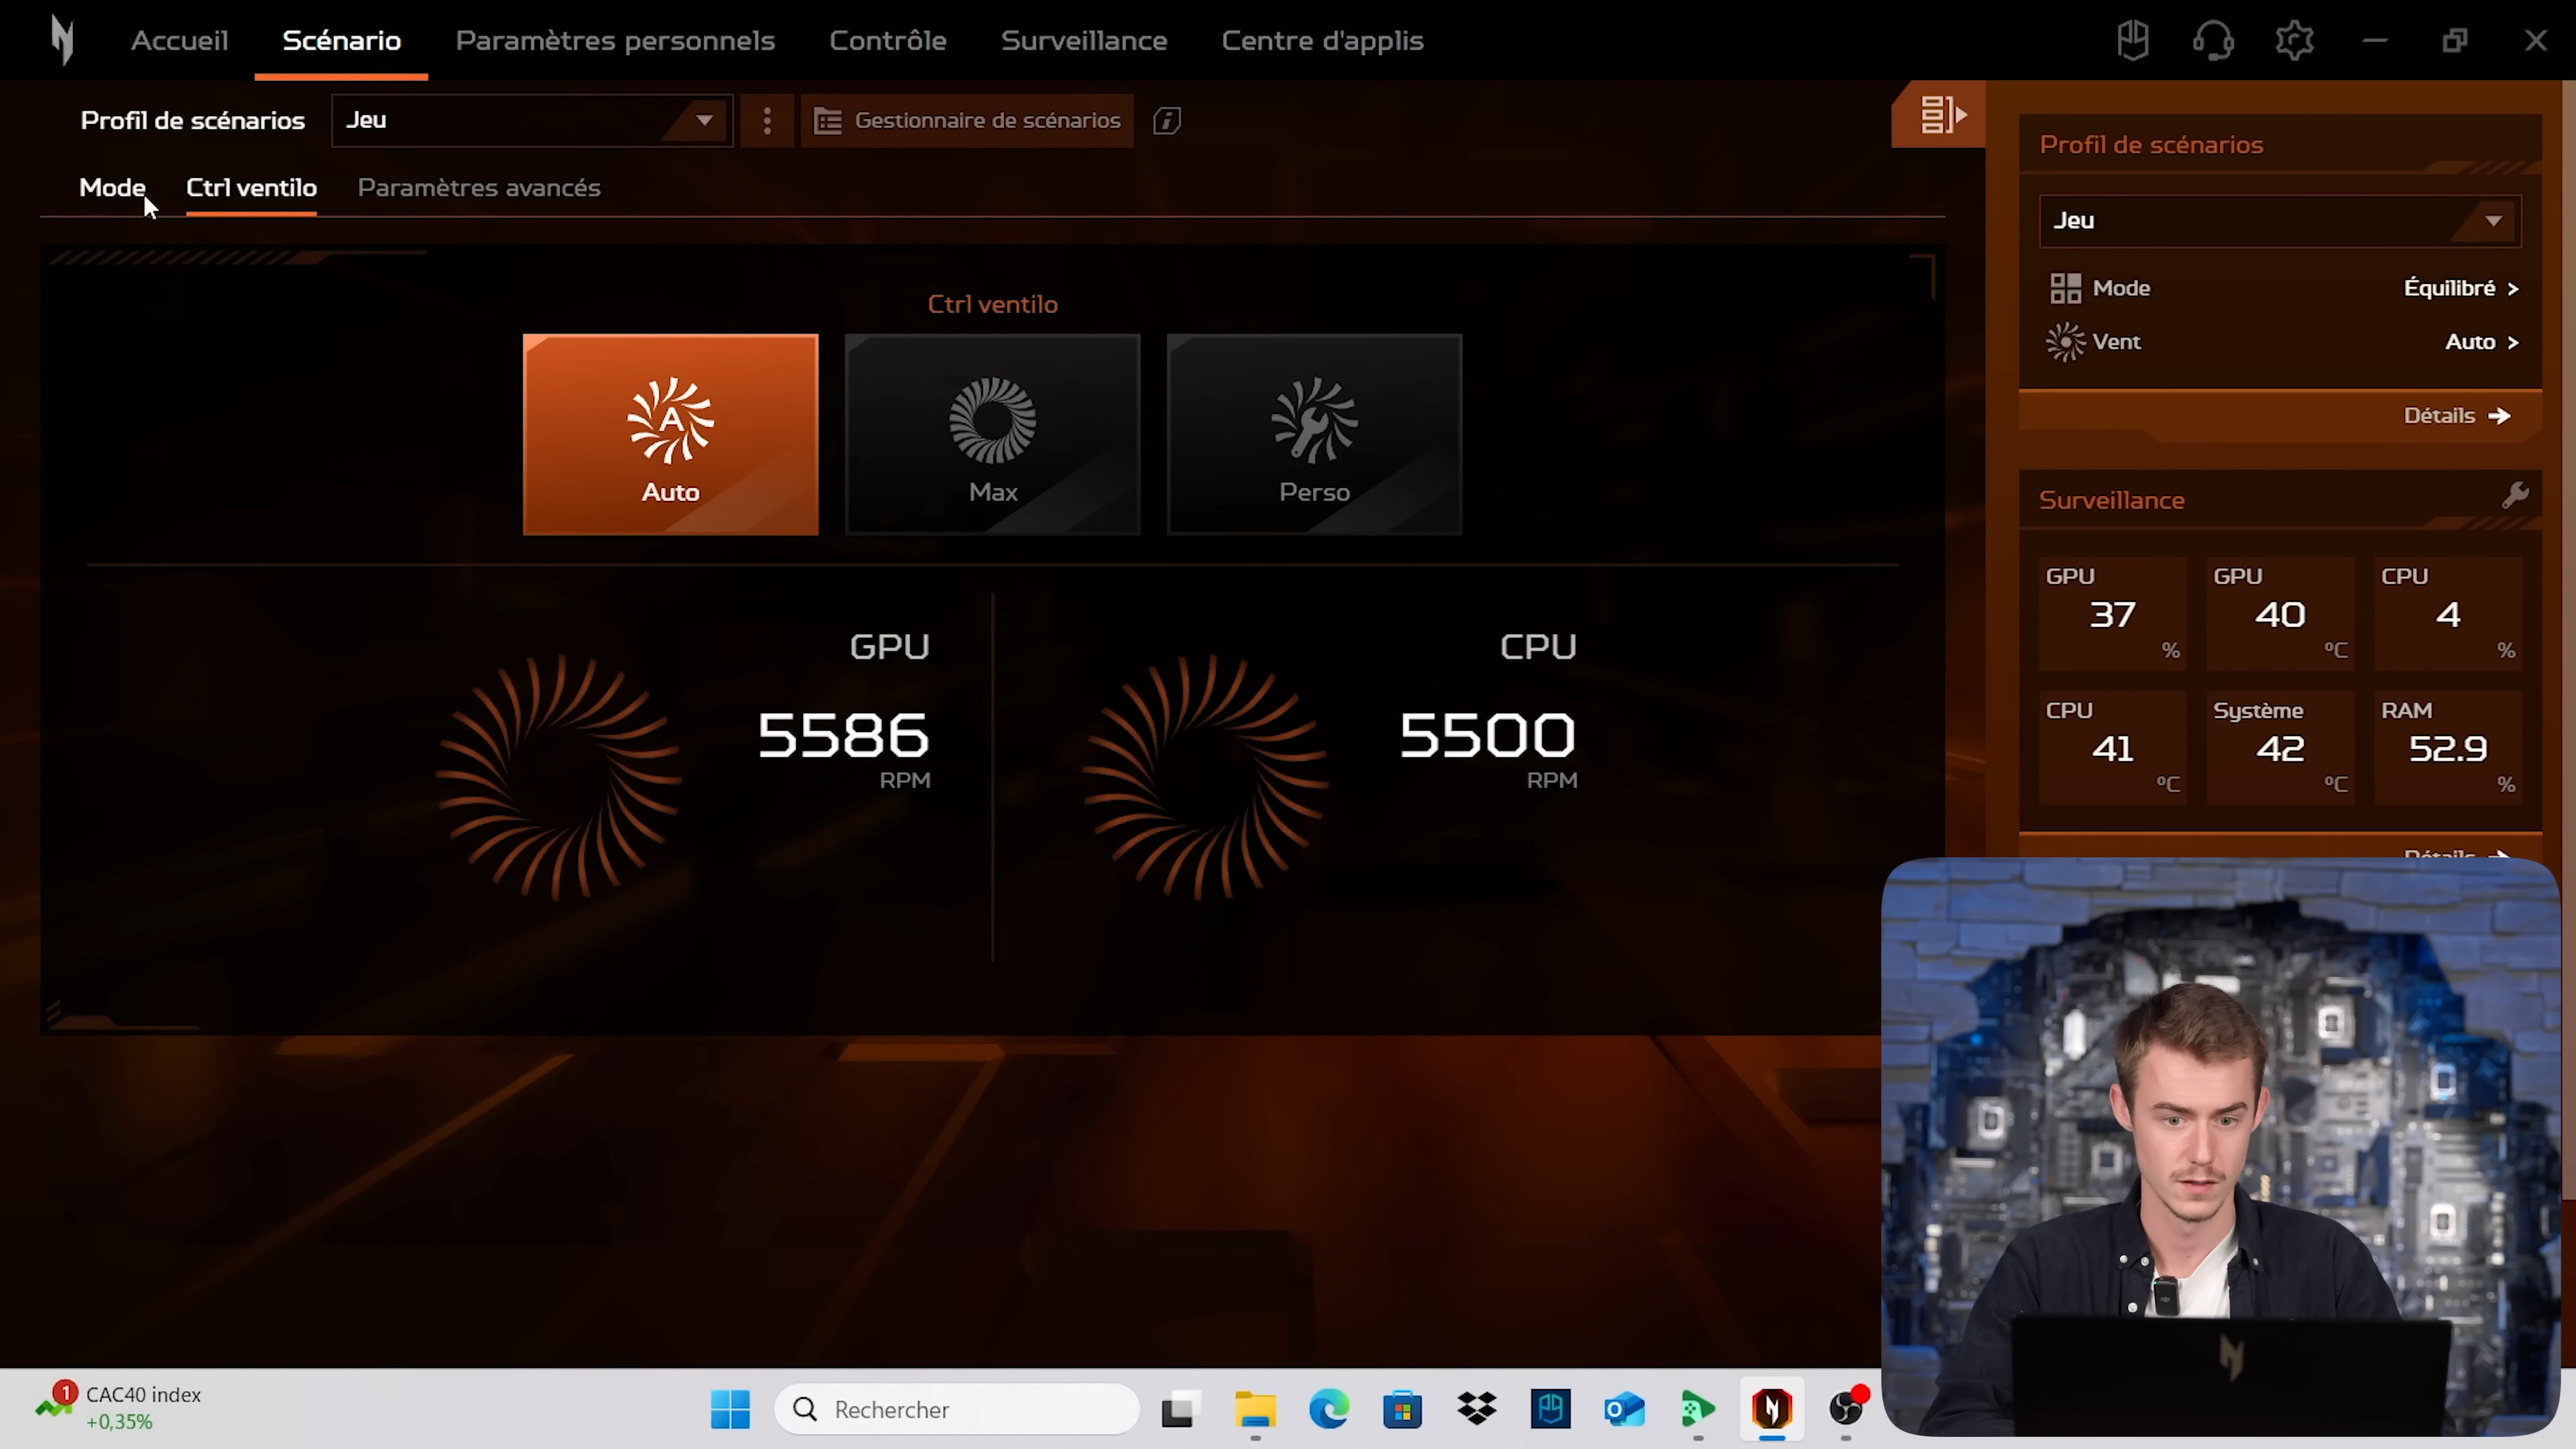 Accueil
Scénario
Paramètres personnels
Contrôle
Surveillance
Centre d'applis
Profil de scénarios
Jeu
Gestionnaire de scénarios
Mode
Ctrl ventilo
Paramètres avancés
Ctrl ventilo
A
Auto
Max
Perso
GPU
5586
RPM
CPU
5500
RPM
Profil de scénarios
Jeu
Mode
Équilibré >
Vent
Auto >
Détails
Surveillance
GPU
37
%
GPU
40
°C
CPU
4
%
CPU
41
°C
Système
42
°C
RAM
52.9
%
Détails
1
CAC40 index
+0,35%
Rechercher